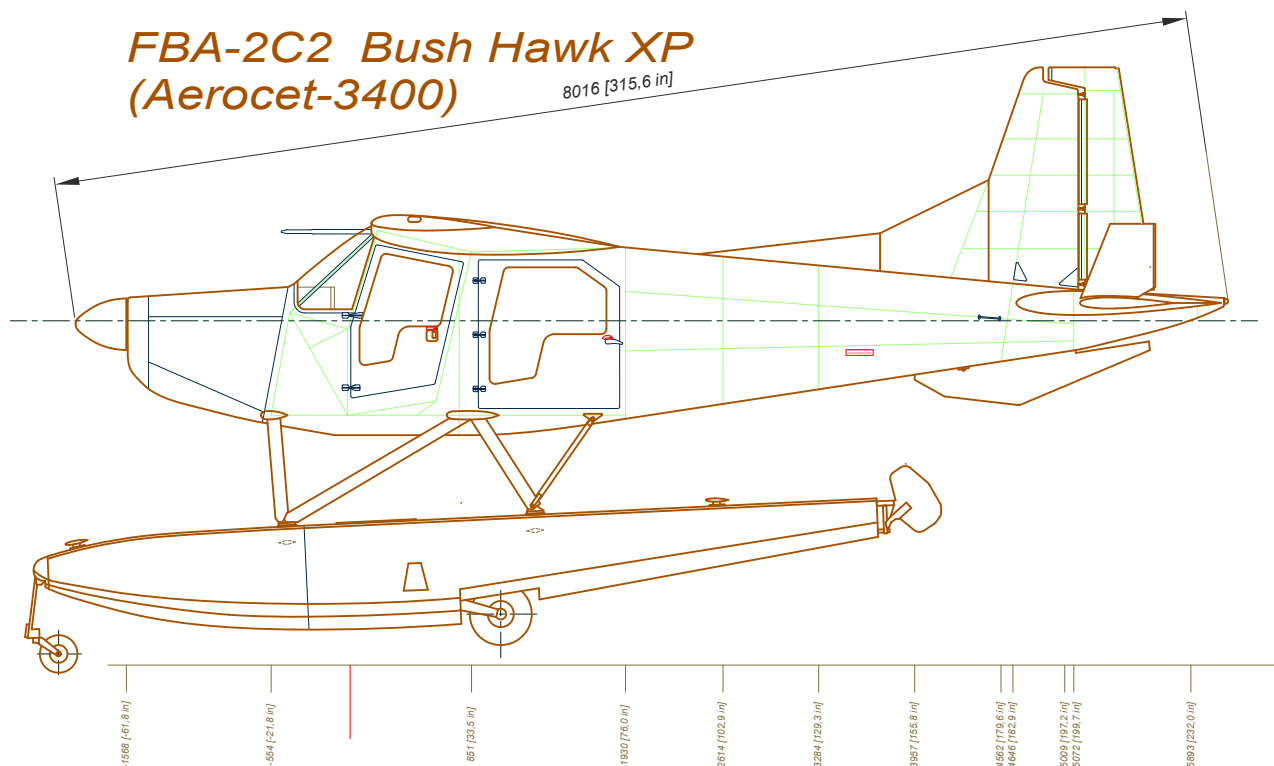 FBA-2C2 Bush Hawk XP
(Aerocet-3400)
8016 [315,6 in]
-1568 [-61,8 in]
-554 [-21,8 in]
851 [33,5 in]
1930 [76,0 in]
2614 [102,9 in]
3284 [129,3 in]
3957 [155,8 in]
4562 [179,6 in]
4646 [182,9 in]
5009 [197,2 in]
5072 [199,7 in]
5893 [232,0 in]